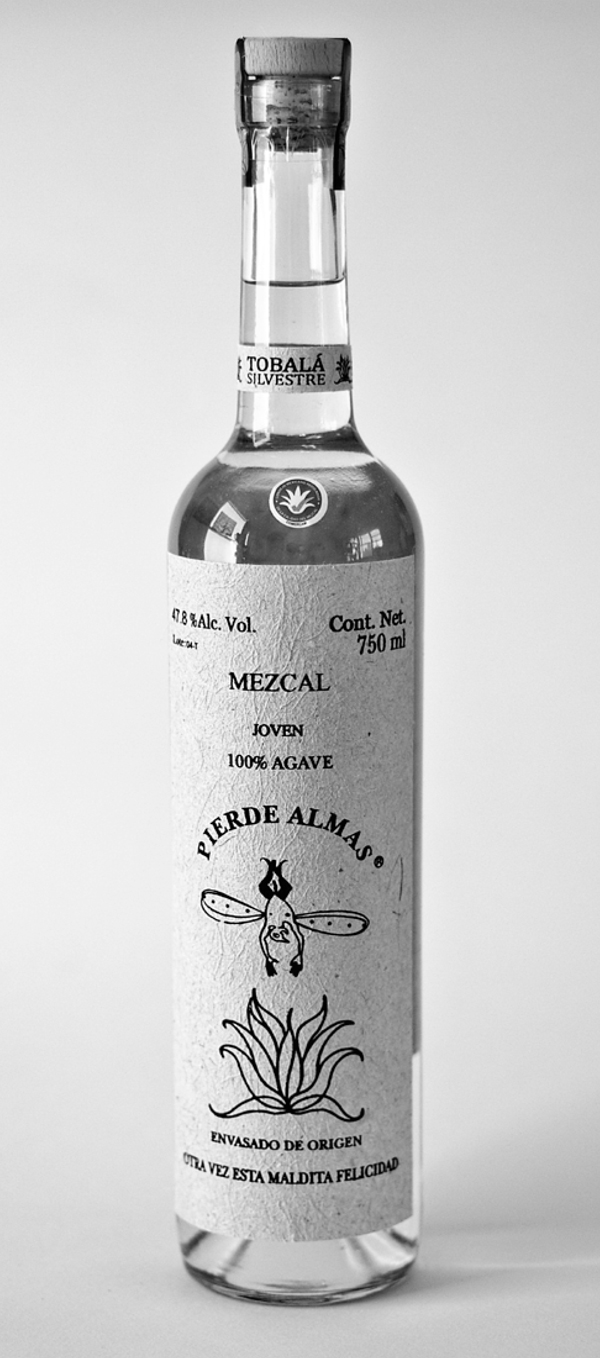 TOBALÁ
SILVESTRE
47.8 %Alc. Vol.
Cont. Net.
750 ml
MEZCAL
JOVEN
100% AGAVE
PIERDE ALMAS®
ENVASADO DE ORIGEN
OTRA VEZ ESTA MALDITA FELICIDAD